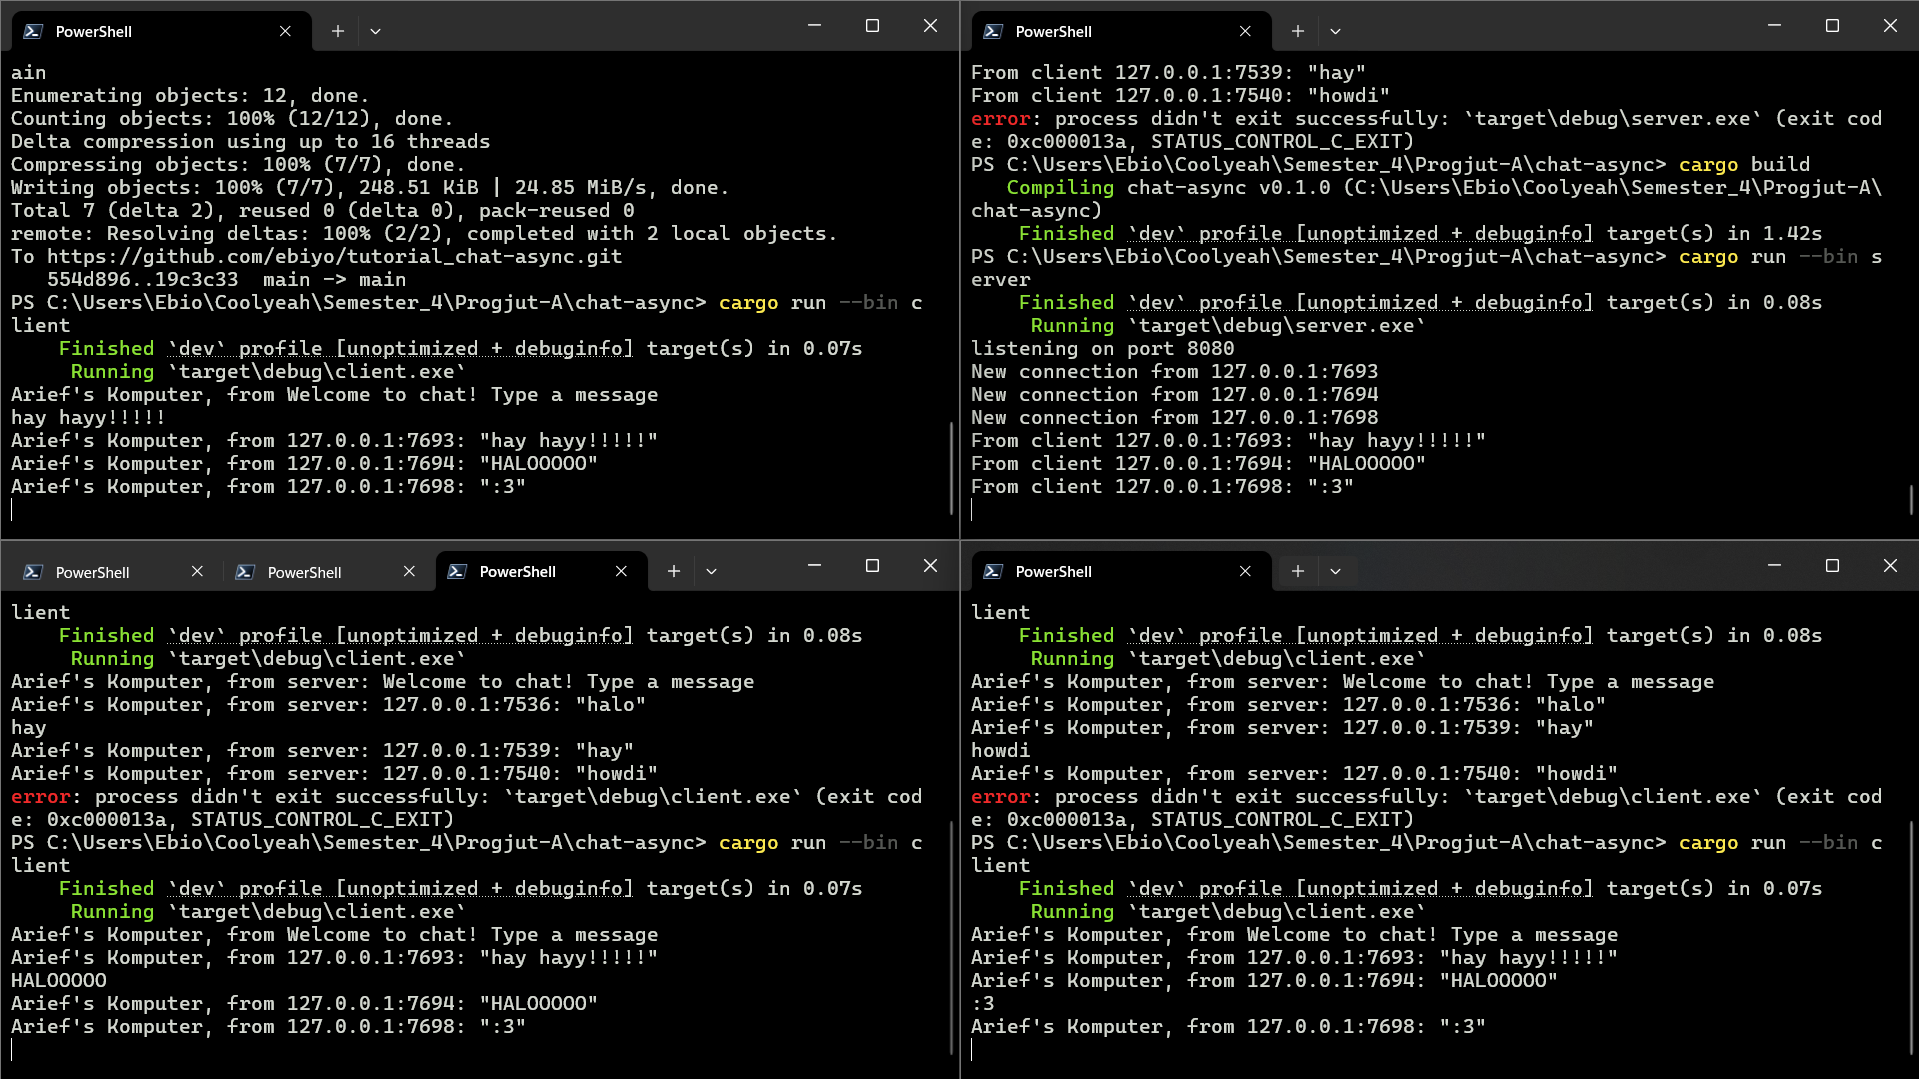 PowerShell
ain
Enumerating objects: 12, done.
Counting objects: 100% (12/12), done.
Delta compression using up to 16 threads
Compressing objects: 100% (7/7), done.
Writing objects: 100% (7/7), 248.51 KiB | 24.85 MiB/s, done.
Total 7 (delta 2), reused 0 (delta 0), pack-reused 0
remote: Resolving deltas: 100% (2/2), completed with 2 local objects.
To https://github.com/ebiyo/tutorial_chat-async.git
   554d896..19c3c33  main -> main
PS C:\Users\Ebio\Coolyeah\Semester_4\Progjut-A\chat-async> cargo run --bin c
lient
    Finished `dev` profile [unoptimized + debuginfo] target(s) in 0.07s
     Running `target\debug\client.exe`
Arief's Komputer, from Welcome to chat! Type a message
hay hayy!!!!!
Arief's Komputer, from 127.0.0.1:7693: "hay hayy!!!!!"
Arief's Komputer, from 127.0.0.1:7694: "HALOOOOO"
Arief's Komputer, from 127.0.0.1:7698: ":3"
PowerShell
From client 127.0.0.1:7539: "hay"
From client 127.0.0.1:7540: "howdi"
error: process didn't exit successfully: `target\debug\server.exe` (exit cod
e: 0xc000013a, STATUS_CONTROL_C_EXIT)
PS C:\Users\Ebio\Coolyeah\Semester_4\Progjut-A\chat-async> cargo build
   Compiling chat-async v0.1.0 (C:\Users\Ebio\Coolyeah\Semester_4\Progjut-A\
chat-async)
    Finished `dev` profile [unoptimized + debuginfo] target(s) in 1.42s
PS C:\Users\Ebio\Coolyeah\Semester_4\Progjut-A\chat-async> cargo run --bin s
erver
    Finished `dev` profile [unoptimized + debuginfo] target(s) in 0.08s
     Running `target\debug\server.exe`
listening on port 8080
New connection from 127.0.0.1:7693
New connection from 127.0.0.1:7694
New connection from 127.0.0.1:7698
From client 127.0.0.1:7693: "hay hayy!!!!!"
From client 127.0.0.1:7694: "HALOOOOO"
From client 127.0.0.1:7698: ":3"
PowerShell PowerShell PowerShell
lient
    Finished `dev` profile [unoptimized + debuginfo] target(s) in 0.08s
     Running `target\debug\client.exe`
Arief's Komputer, from server: Welcome to chat! Type a message
Arief's Komputer, from server: 127.0.0.1:7536: "halo"
hay
Arief's Komputer, from server: 127.0.0.1:7539: "hay"
Arief's Komputer, from server: 127.0.0.1:7540: "howdi"
error: process didn't exit successfully: `target\debug\client.exe` (exit cod
e: 0xc000013a, STATUS_CONTROL_C_EXIT)
PS C:\Users\Ebio\Coolyeah\Semester_4\Progjut-A\chat-async> cargo run --bin c
lient
    Finished `dev` profile [unoptimized + debuginfo] target(s) in 0.07s
     Running `target\debug\client.exe`
Arief's Komputer, from Welcome to chat! Type a message
Arief's Komputer, from 127.0.0.1:7693: "hay hayy!!!!!"
HALOOOOO
Arief's Komputer, from 127.0.0.1:7694: "HALOOOOO"
Arief's Komputer, from 127.0.0.1:7698: ":3"
PowerShell
lient
    Finished `dev` profile [unoptimized + debuginfo] target(s) in 0.08s
     Running `target\debug\client.exe`
Arief's Komputer, from server: Welcome to chat! Type a message
Arief's Komputer, from server: 127.0.0.1:7536: "halo"
Arief's Komputer, from server: 127.0.0.1:7539: "hay"
howdi
Arief's Komputer, from server: 127.0.0.1:7540: "howdi"
error: process didn't exit successfully: `target\debug\client.exe` (exit cod
e: 0xc000013a, STATUS_CONTROL_C_EXIT)
PS C:\Users\Ebio\Coolyeah\Semester_4\Progjut-A\chat-async> cargo run --bin c
lient
    Finished `dev` profile [unoptimized + debuginfo] target(s) in 0.07s
     Running `target\debug\client.exe`
Arief's Komputer, from Welcome to chat! Type a message
Arief's Komputer, from 127.0.0.1:7693: "hay hayy!!!!!"
Arief's Komputer, from 127.0.0.1:7694: "HALOOOOO"
:3
Arief's Komputer, from 127.0.0.1:7698: ":3"